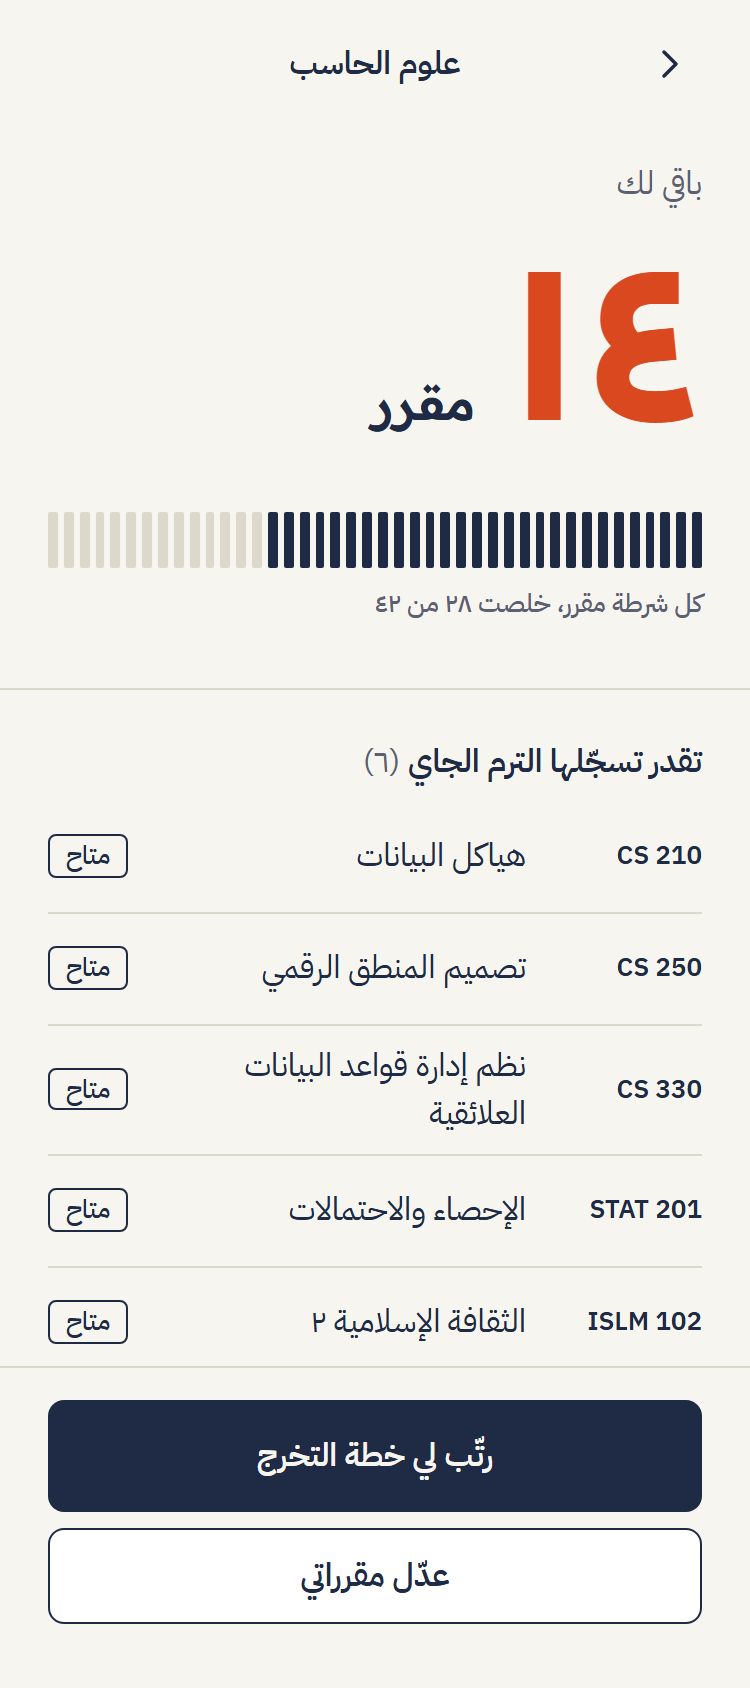 علوم الحاسب
باقي لك
١٤ مقرر
كل شرطة مقرر، خلصت ٢٨ من ٤٢
تقدر تسجّلها الترم الجاي (٦)
CS 210 هياكل البيانات متاح
CS 250 تصميم المنطق الرقمي متاح
CS 330 نظم إدارة قواعد البيانات
العلائقية متاح
STAT 201 الإحصاء والاحتمالات متاح
ISLM 102 الثقافة الإسلامية ٢ متاح
رتّب لي خطة التخرج
عدّل مقرراتي